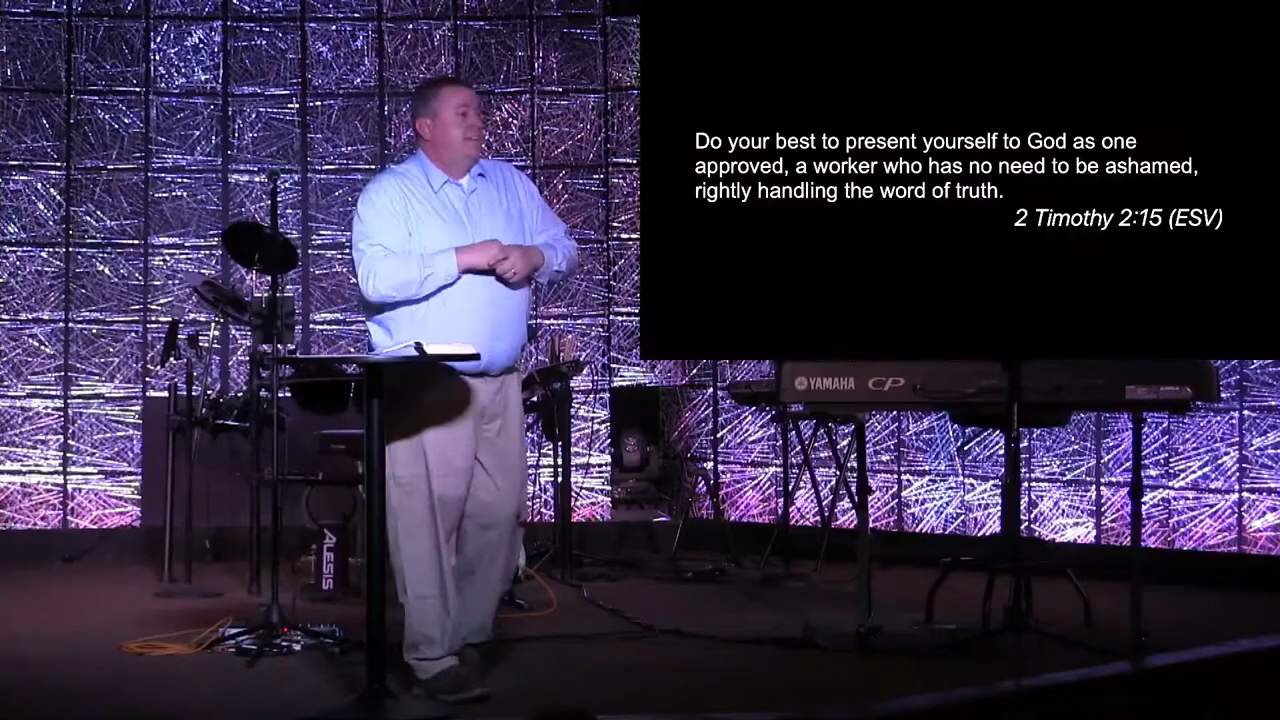 Do your best to present yourself to God as one
approved, a worker who has no need to be ashamed,
rightly handling the word of truth.
2 Timothy 2:15 (ESV)
YAMAHA CP
ALESIS